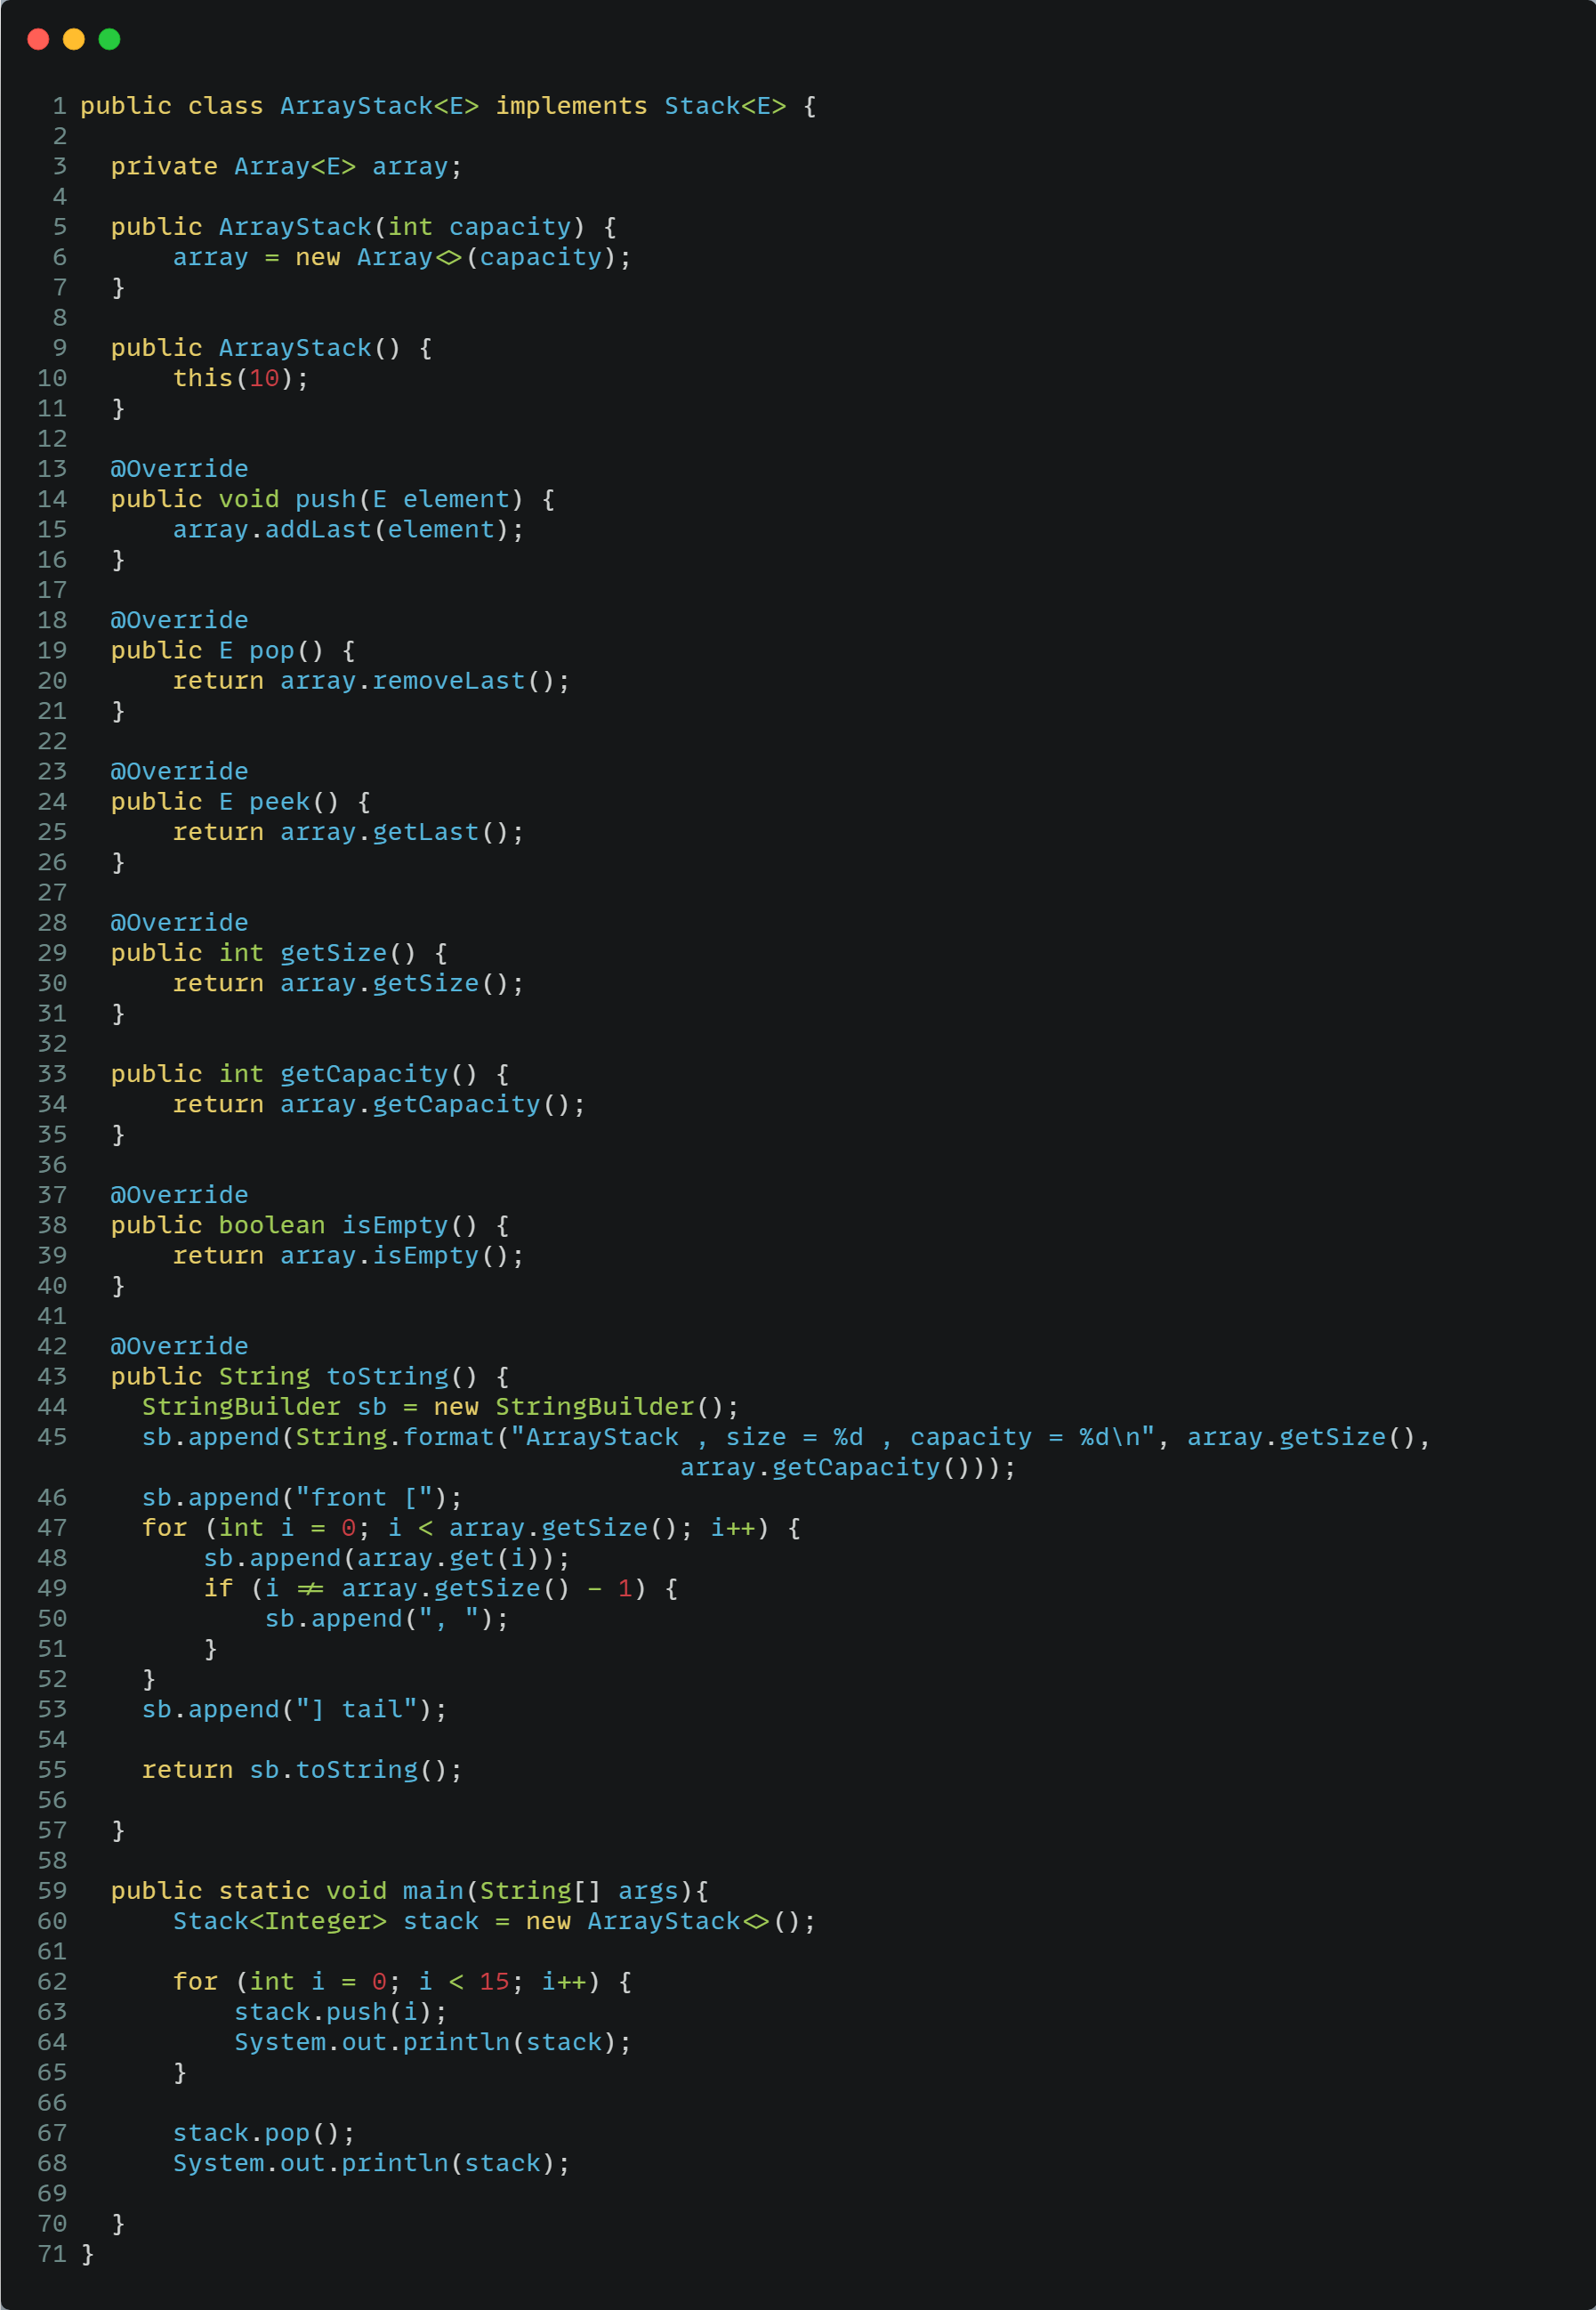 1 public class ArrayStack<E> implements Stack<E> {
2
3   private Array<E> array;
4
5   public ArrayStack(int capacity) {
6       array = new Array<>(capacity);
7   }
8
9   public ArrayStack() {
10       this(10);
11   }
12
13   @Override
14   public void push(E element) {
15       array.addLast(element);
16   }
17
18   @Override
19   public E pop() {
20       return array.removeLast();
21   }
22
23   @Override
24   public E peek() {
25       return array.getLast();
26   }
27
28   @Override
29   public int getSize() {
30       return array.getSize();
31   }
32
33   public int getCapacity() {
34       return array.getCapacity();
35   }
36
37   @Override
38   public boolean isEmpty() {
39       return array.isEmpty();
40   }
41
42   @Override
43   public String toString() {
44     StringBuilder sb = new StringBuilder();
45     sb.append(String.format("ArrayStack , size = %d , capacity = %d\n", array.getSize(),
                                        array.getCapacity()));
46     sb.append("front [");
47     for (int i = 0; i < array.getSize(); i++) {
48         sb.append(array.get(i));
49         if (i != array.getSize() - 1) {
50             sb.append(", ");
51         }
52     }
53     sb.append("] tail");
54
55     return sb.toString();
56
57   }
58
59   public static void main(String[] args){
60       Stack<Integer> stack = new ArrayStack<>();
61
62       for (int i = 0; i < 15; i++) {
63           stack.push(i);
64           System.out.println(stack);
65       }
66
67       stack.pop();
68       System.out.println(stack);
69
70   }
71 }